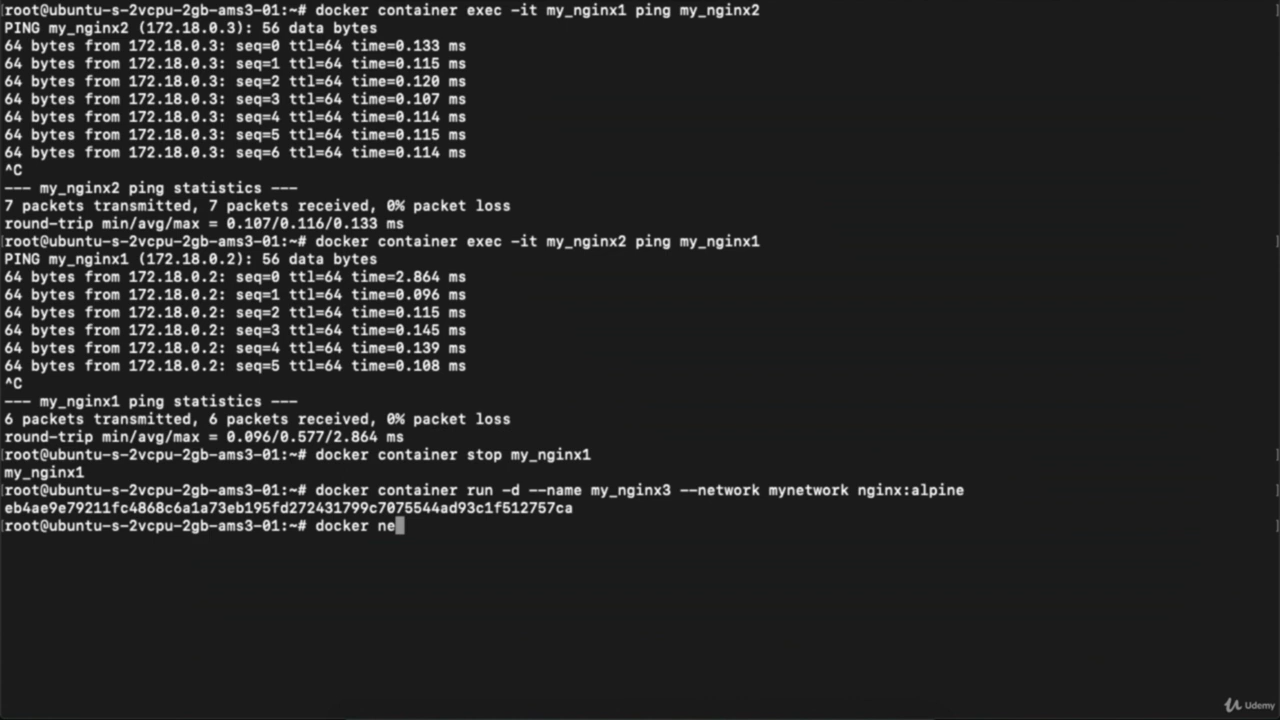 root@ubuntu-s-2vcpu-2gb-ams3-01:~# docker container exec -it my_nginx1 ping my_nginx2
PING my_nginx2 (172.18.0.3): 56 data bytes
64 bytes from 172.18.0.3: seq=0 ttl=64 time=0.133 ms
64 bytes from 172.18.0.3: seq=1 ttl=64 time=0.115 ms
64 bytes from 172.18.0.3: seq=2 ttl=64 time=0.120 ms
64 bytes from 172.18.0.3: seq=3 ttl=64 time=0.107 ms
64 bytes from 172.18.0.3: seq=4 ttl=64 time=0.114 ms
64 bytes from 172.18.0.3: seq=5 ttl=64 time=0.115 ms
64 bytes from 172.18.0.3: seq=6 ttl=64 time=0.114 ms
^C
--- my_nginx2 ping statistics ---
7 packets transmitted, 7 packets received, 0% packet loss
round-trip min/avg/max = 0.107/0.116/0.133 ms
root@ubuntu-s-2vcpu-2gb-ams3-01:~# docker container exec -it my_nginx2 ping my_nginx1
PING my_nginx1 (172.18.0.2): 56 data bytes
64 bytes from 172.18.0.2: seq=0 ttl=64 time=2.864 ms
64 bytes from 172.18.0.2: seq=1 ttl=64 time=0.096 ms
64 bytes from 172.18.0.2: seq=2 ttl=64 time=0.115 ms
64 bytes from 172.18.0.2: seq=3 ttl=64 time=0.145 ms
64 bytes from 172.18.0.2: seq=4 ttl=64 time=0.139 ms
64 bytes from 172.18.0.2: seq=5 ttl=64 time=0.108 ms
^C
--- my_nginx1 ping statistics ---
6 packets transmitted, 6 packets received, 0% packet loss
round-trip min/avg/max = 0.096/0.577/2.864 ms
root@ubuntu-s-2vcpu-2gb-ams3-01:~# docker container stop my_nginx1
my_nginx1
root@ubuntu-s-2vcpu-2gb-ams3-01:~# docker container run -d --name my_nginx3 --network mynetwork nginx:alpine
eb4ae9e79211fc4868c6a1a73eb195fd272431799c7075544ad93c1f512757ca
root@ubuntu-s-2vcpu-2gb-ams3-01:~# docker ne
Udemy